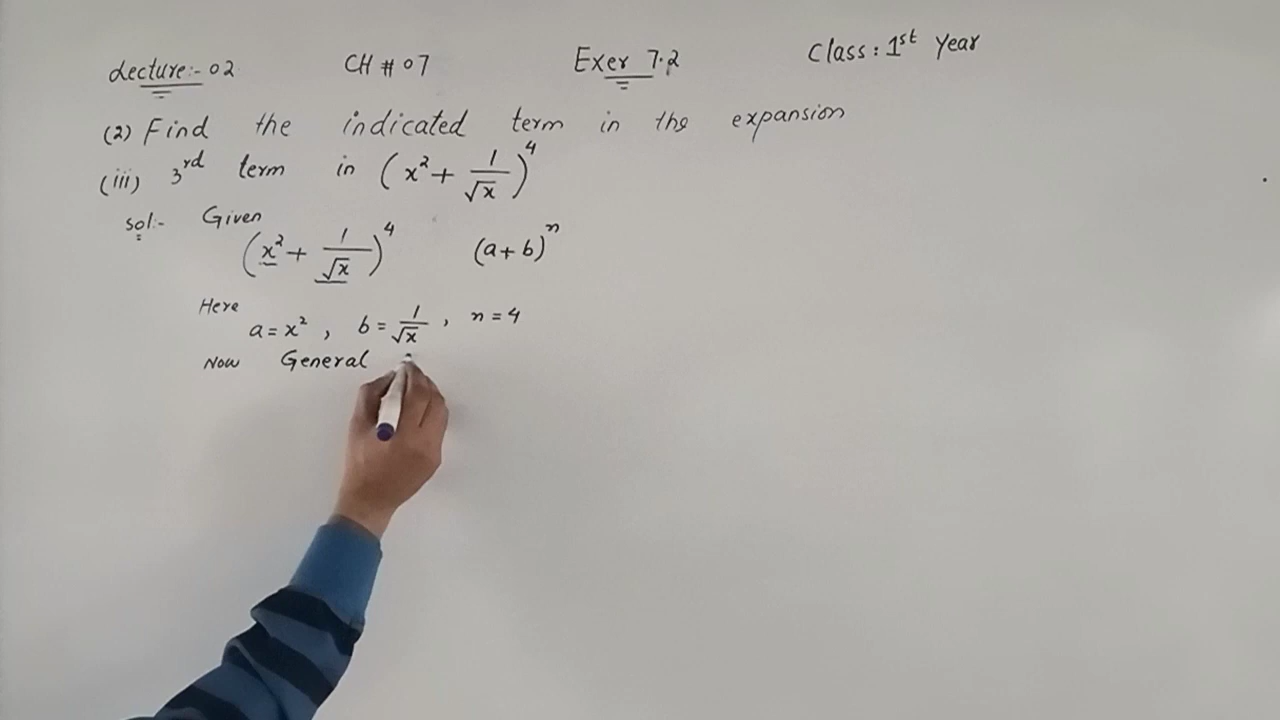 Lecture:- 02 CH # 07 Exer 7.2 Class: 1st Year
(2) Find the indicated term in the expansion
(iii) 3rd term in (x² + 1/√x)⁴
Sol:- Given
(x² + 1/√x)⁴ (a+b)ⁿ
Here
a = x² , b = 1/√x , n = 4
Now General